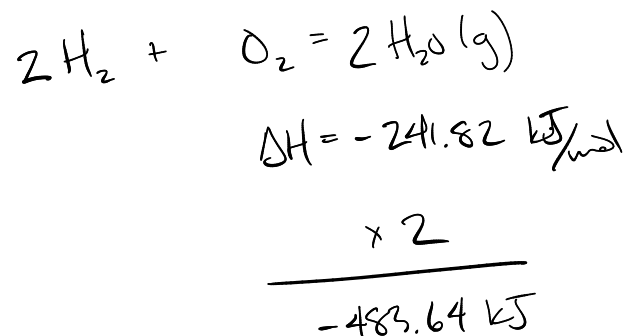 2H₂ + O₂ = 2H₂O(g)
ΔH = -241.82 kJ/mol
x 2
-483.64 kJ